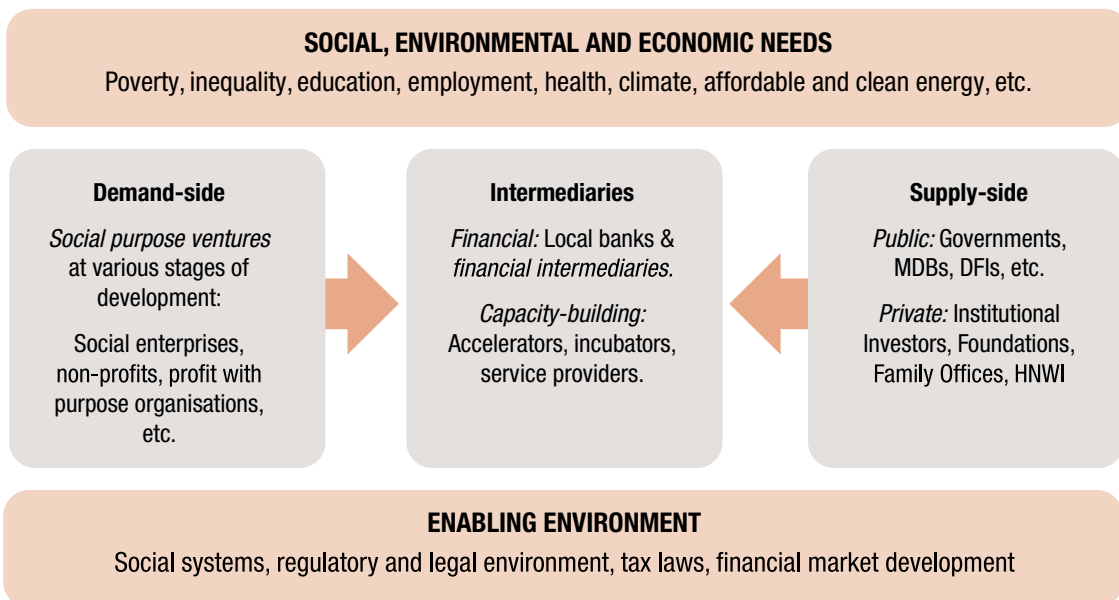 SOCIAL, ENVIRONMENTAL AND ECONOMIC NEEDS
Poverty, inequality, education, employment, health, climate, affordable and clean energy, etc.
Demand-side
Social purpose ventures
at various stages of
development:
Social enterprises,
non-profits, profit with
purpose organisations,
etc.
Intermediaries
Financial: Local banks &
financial intermediaries.
Capacity-building:
Accelerators, incubators,
service providers.
Supply-side
Public: Governments,
MDBs, DFIs, etc.
Private: Institutional
Investors, Foundations,
Family Offices, HNWI
ENABLING ENVIRONMENT
Social systems, regulatory and legal environment, tax laws, financial market development